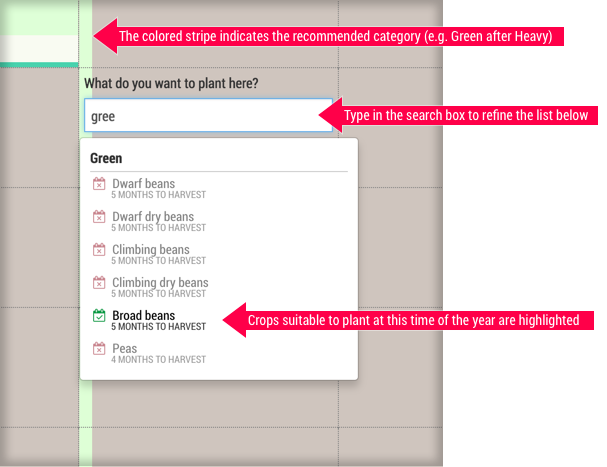 The colored stripe indicates the recommended category (e.g. Green after Heavy)
What do you want to plant here?
gree
Type in the search box to refine the list below
Green
Dwarf beans
5 MONTHS TO HARVEST
Dwarf dry beans
5 MONTHS TO HARVEST
Climbing beans
5 MONTHS TO HARVEST
Climbing dry beans
5 MONTHS TO HARVEST
Broad beans
5 MONTHS TO HARVEST
Crops suitable to plant at this time of the year are highlighted
Peas
4 MONTHS TO HARVEST